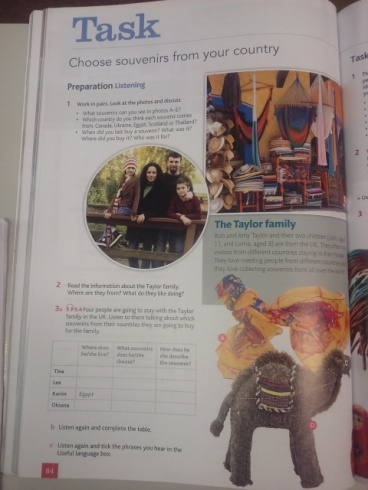 Task
Choose souvenirs from your country
Preparation Listening
1 Work in pairs. Look at the photos and discuss.
• What souvenirs can you see in photos A–E?
• Which country do you think each souvenir comes
from: Canada, Ukraine, Egypt, Scotland or Thailand?
• When did you last buy a souvenir? What was it?
Where did you buy it? Who was it for?
The Taylor family
Rob and Amy Taylor and their two children
11, and Lorna, aged 8) are from the UK. They
visitors from different countries staying in their
They love meeting people from different countries
they love collecting souvenirs from all over the
2 Read the information about the Taylor family.
Where are they from? What do they like doing?
3a Four people are going to stay with the Taylor
family in the UK. Listen to them talking about which
souvenirs from their countries they are going to buy
for the family.
Where does he/she live? What souvenirs does he/she choose? How does he/she describe the souvenir?
Tina
Lee
Karim Egypt
Oksana
b Listen again and complete the table.
c Listen again and tick the phrases you hear in the
Useful language box.
D
84
Task
1
2
3